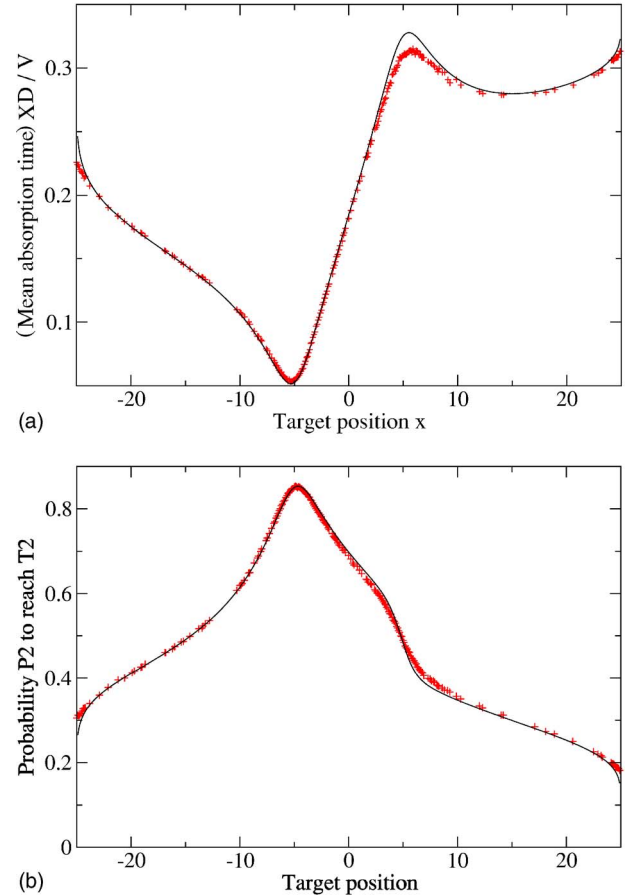 (Mean absorption time) XD / V
0.3
0.2
0.1
-20 -10 0 10 20
Target position x
(a)
Probability P2 to reach T2
0.8
0.6
0.4
0.2
0
-20 -10 0 10 20
Target position
(b)